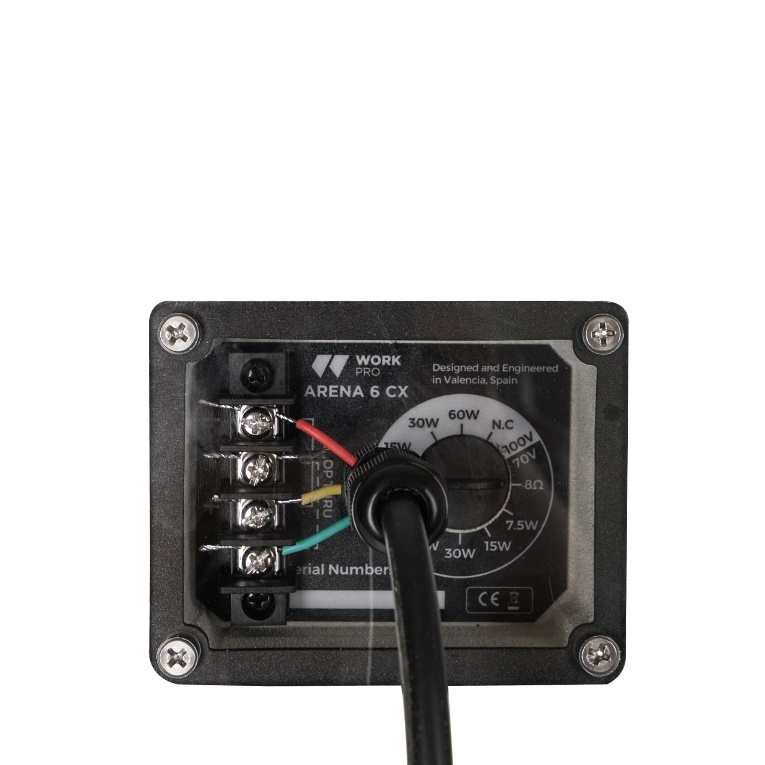 WORK
PRO
ARENA 6 CX
Designed and Engineered
in Valencia, Spain
60W
30W
N.C
15W
100V
70V
8Ω
7.5W
15W
30W
Number
CE